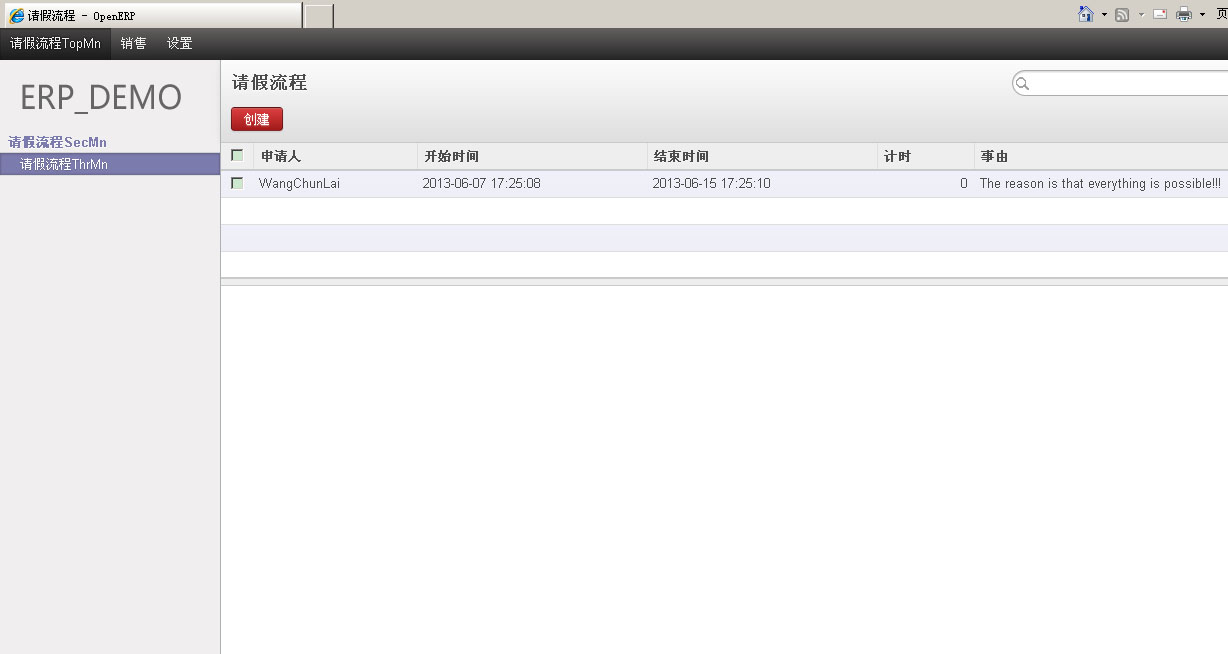 请假流程 - OpenERP
页
请假流程TopMn 销售 设置
ERP_DEMO
请假流程SecMn
请假流程ThrMn
请假流程
创建
申请人 开始时间 结束时间 计时 事由
WangChunLai 2013-06-07 17:25:08 2013-06-15 17:25:10 0 The reason is that everything is possible!!!